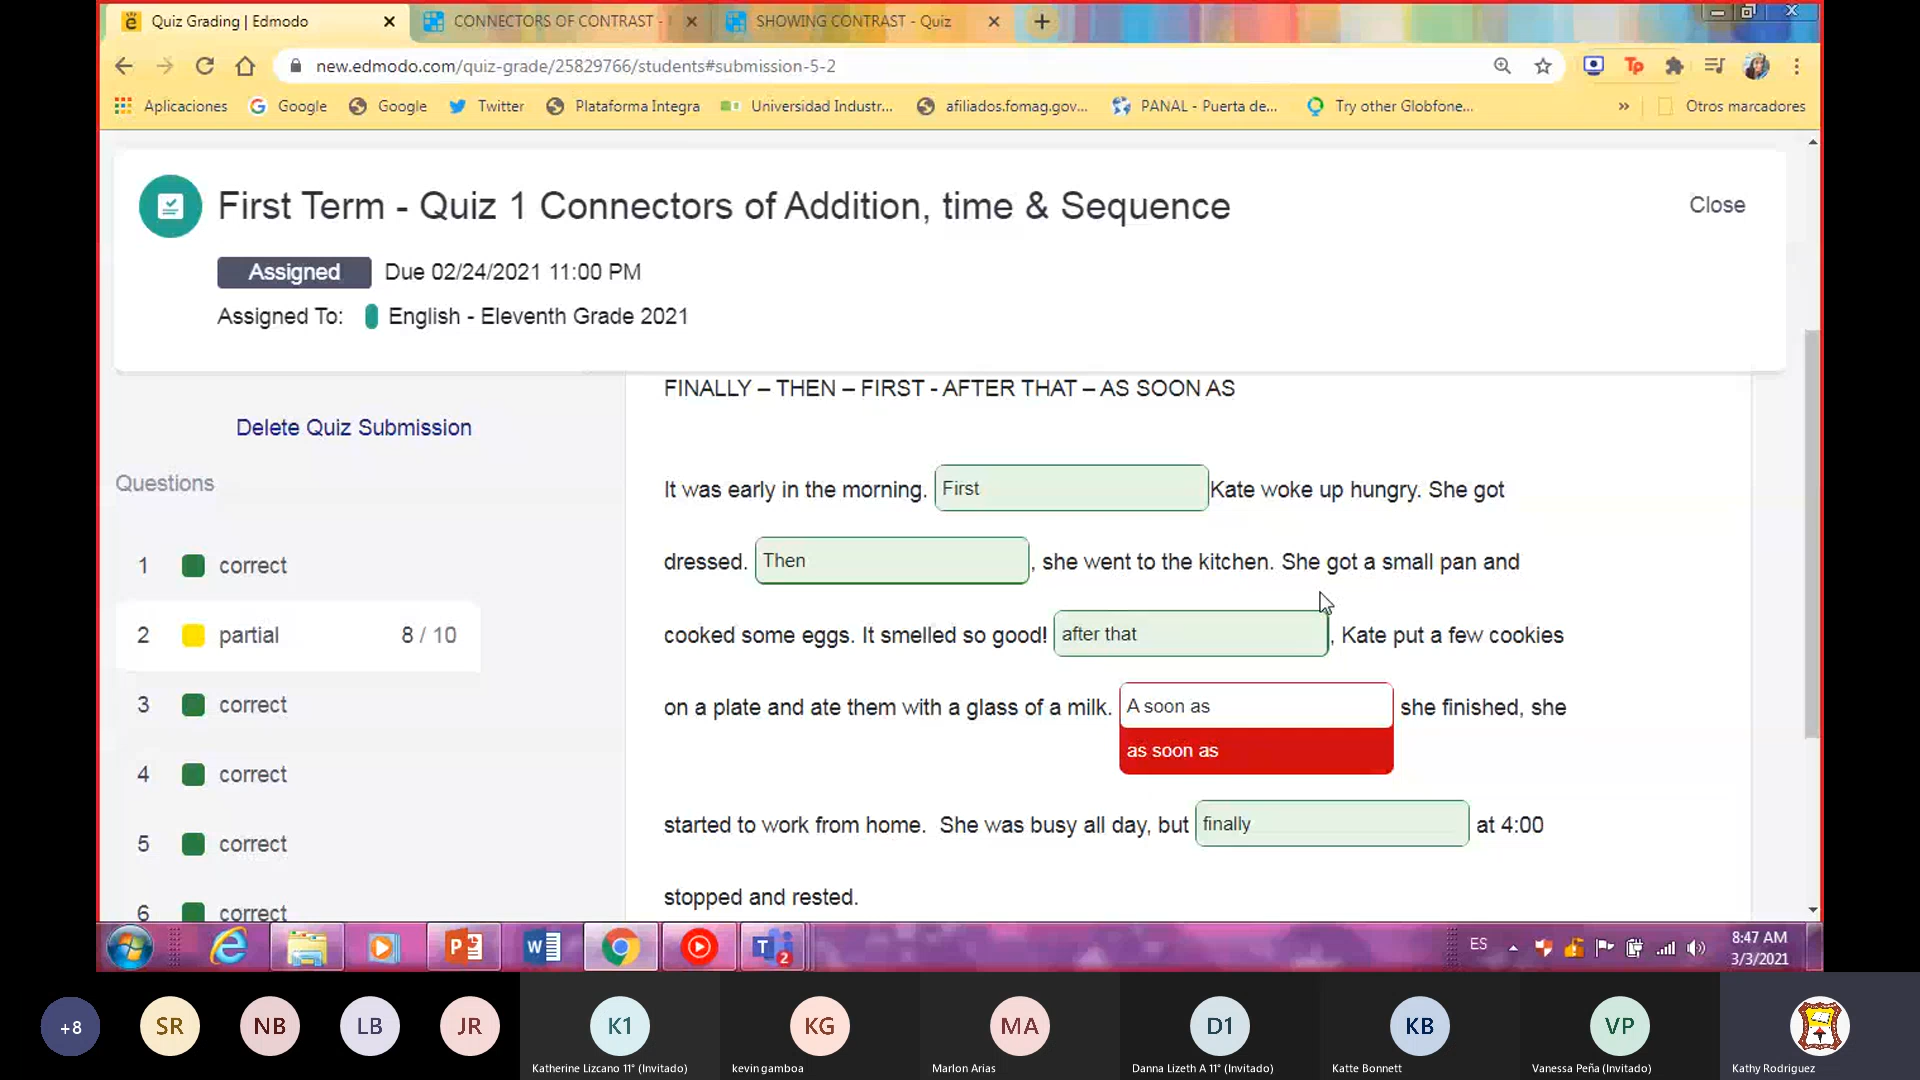 Quiz Grading | Edmodo
CONNECTORS OF CONTRAST -
SHOWING CONTRAST - Quiz
new.edmodo.com/quiz-grade/25829766/students#submission-5-2
Aplicaciones
Google
Google
Twitter
Plataforma Integra
Universidad Industr...
afiliados.fomag.gov...
PANAL - Puerta de...
Try other Globfone...
»
Otros marcadores
First Term - Quiz 1 Connectors of Addition, time & Sequence
Close
Assigned Due 02/24/2021 11:00 PM
Assigned To: English - Eleventh Grade 2021
FINALLY – THEN – FIRST - AFTER THAT – AS SOON AS
Delete Quiz Submission
Questions
1 correct
2 partial 8 / 10
3 correct
4 correct
5 correct
6 correct
It was early in the morning. First Kate woke up hungry. She got
dressed. Then , she went to the kitchen. She got a small pan and
cooked some eggs. It smelled so good! after that , Kate put a few cookies
on a plate and ate them with a glass of a milk. A soon as she finished, she
as soon as
started to work from home. She was busy all day, but finally at 4:00
stopped and rested.
ES
8:47 AM
3/3/2021
+8
SR
NB
LB
JR
K1
KG
MA
D1
KB
VP
Katherine Lizcano 11° (Invitado)
kevin gamboa
Marlon Arias
Danna Lizeth A 11° (Invitado)
Katte Bonnett
Vanessa Peña (Invitado)
Kathy Rodriguez